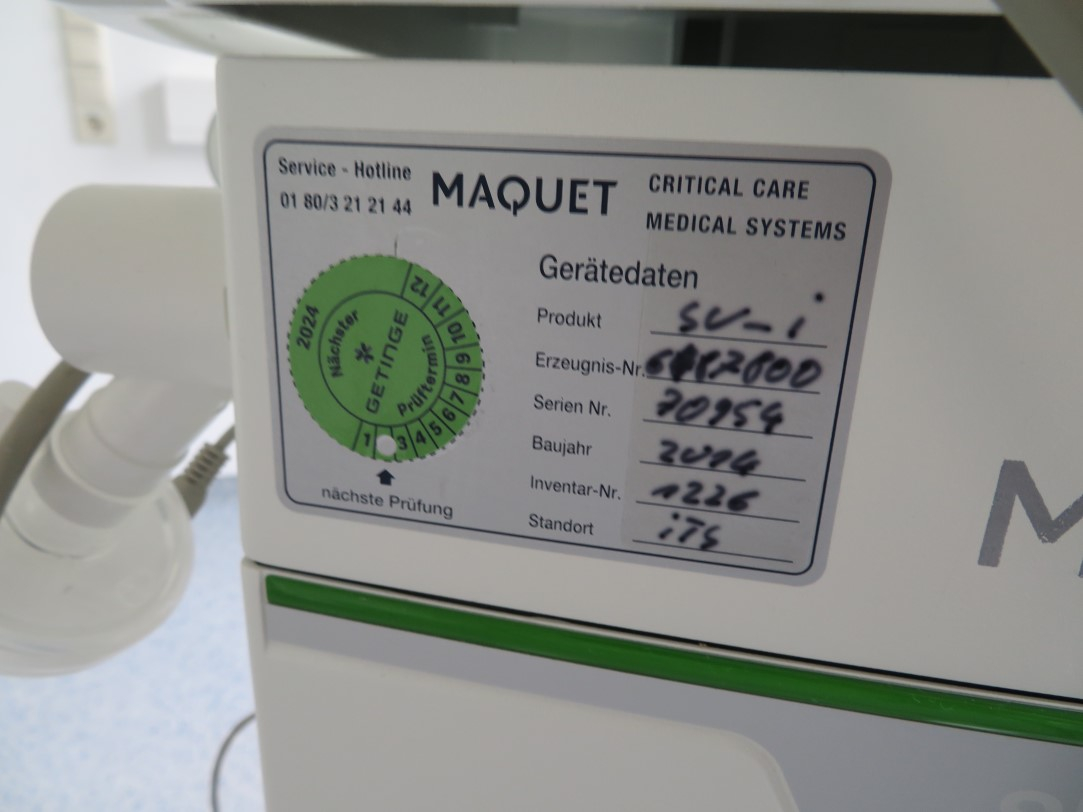 Service - Hotline
01 80/3 21 21 44
MAQUET
CRITICAL CARE
MEDICAL SYSTEMS
2024
Nächster
GETINGE
Prüftermin
12 11 10 9 8 7 6 5 4 3 1
nächste Prüfung
Gerätedaten
Produkt SV-i
Erzeugnis-Nr.
Serien Nr. 70954
Baujahr
Inventar-Nr. 1226
Standort iTS
M